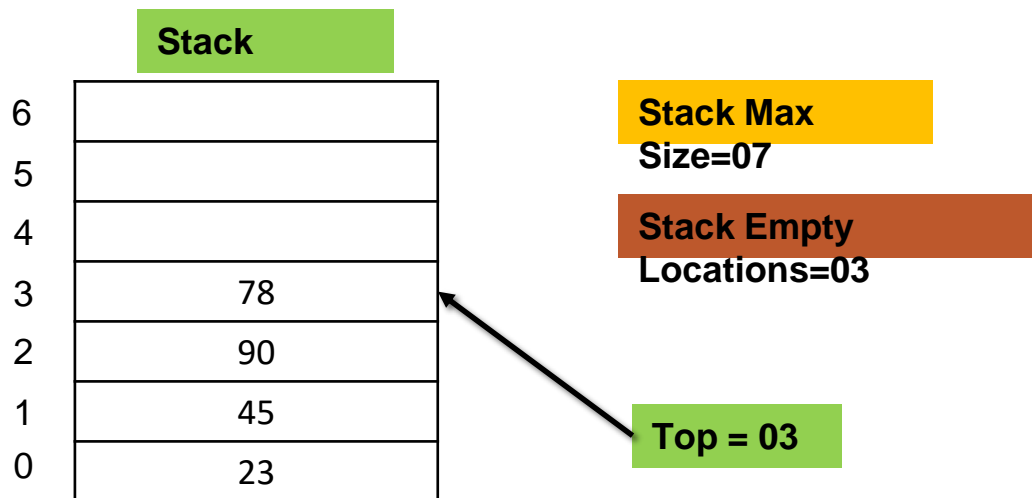 Stack
6
5
4
3 78
2 90
1 45
0 23
Stack Max
Size=07
Stack Empty
Locations=03
Top = 03